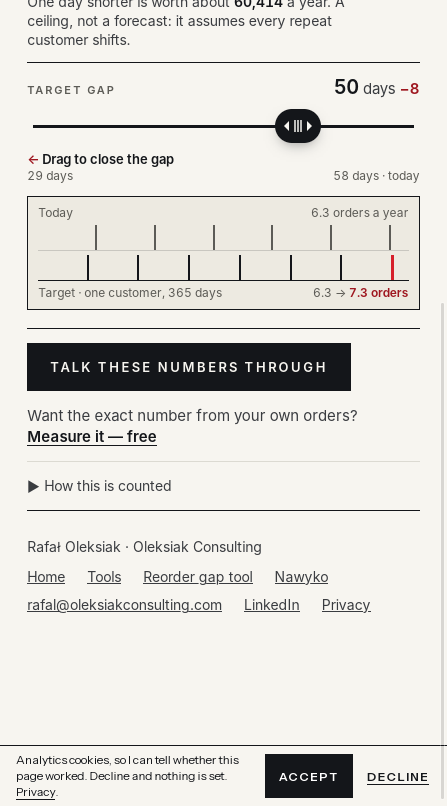 One day shorter is worth about 60,414 a year. A
ceiling, not a forecast: it assumes every repeat
customer shifts.
TARGET GAP 50 days −8
← Drag to close the gap
29 days 58 days · today
Today 6.3 orders a year
Target · one customer, 365 days 6.3 → 7.3 orders
TALK THESE NUMBERS THROUGH
Want the exact number from your own orders?
Measure it — free
▶ How this is counted
Rafał Oleksiak · Oleksiak Consulting
Home Tools Reorder gap tool Nawyko
rafal@oleksiakconsulting.com LinkedIn Privacy
Analytics cookies, so I can tell whether this
page worked. Decline and nothing is set.
Privacy.
ACCEPT DECLINE